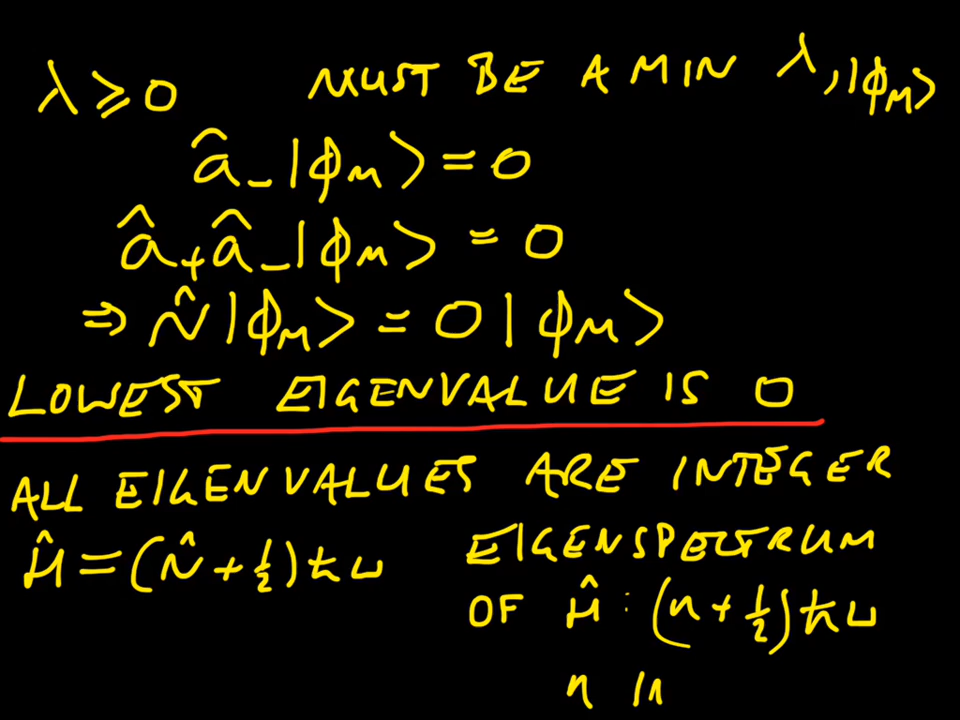 λ ≥ 0 MUST BE A MIN λ, |ϕ_M⟩
â_- |ϕ_M⟩ = 0
â_+ â_- |ϕ_M⟩ = 0
⇒ N̂ |ϕ_M⟩ = 0 | ϕ_M⟩
LOWEST EIGENVALUE IS 0
ALL EIGENVALUES ARE INTEGER
Ĥ = (N̂ + 1/2) ℏω
EIGENSPECTRUM
OF Ĥ : (n + 1/2) ℏω
n in